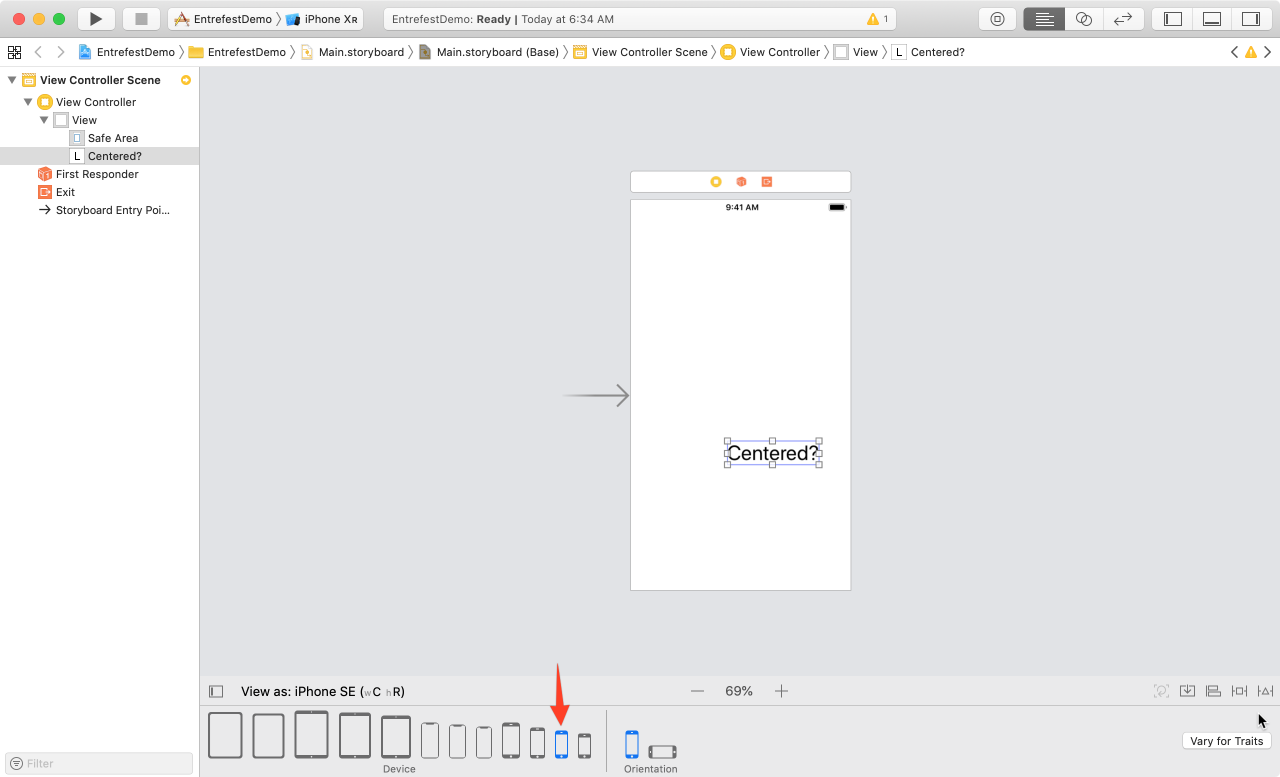 EntrefestDemo iPhone XR
EntrefestDemo: Ready | Today at 6:34 AM
1
EntrefestDemo EntrefestDemo Main.storyboard Main.storyboard (Base) View Controller Scene View Controller View L Centered?
View Controller Scene
View Controller
View
Safe Area
L Centered?
First Responder
Exit
Storyboard Entry Poi...
9:41 AM
Centered?
View as: iPhone SE (wC hR)
69%
Vary for Traits
Filter
Device
Orientation